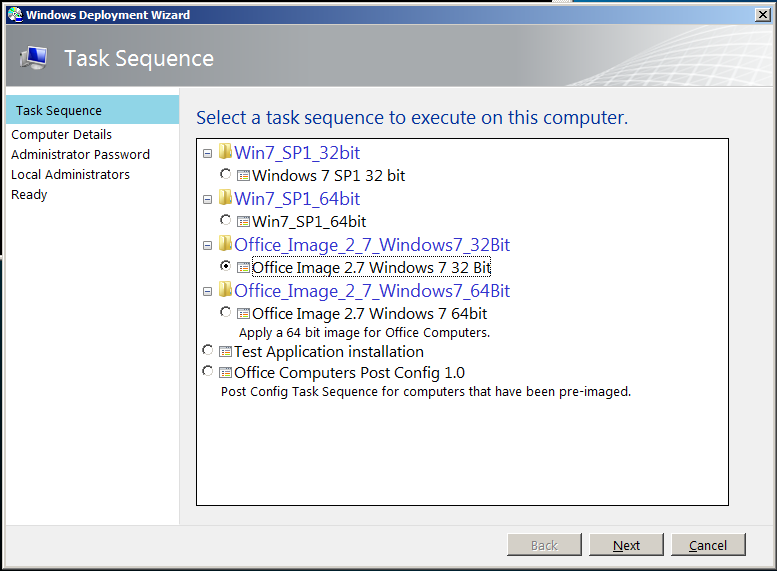 Windows Deployment Wizard
Task Sequence
Task Sequence
Computer Details
Administrator Password
Local Administrators
Ready
Select a task sequence to execute on this computer.
Win7_SP1_32bit
Windows 7 SP1 32 bit
Win7_SP1_64bit
Win7_SP1_64bit
Office_Image_2_7_Windows7_32Bit
Office Image 2.7 Windows 7 32 Bit
Office_Image_2_7_Windows7_64Bit
Office Image 2.7 Windows 7 64bit
Apply a 64 bit image for Office Computers.
Test Application installation
Office Computers Post Config 1.0
Post Config Task Sequence for computers that have been pre-imaged.
Back Next Cancel